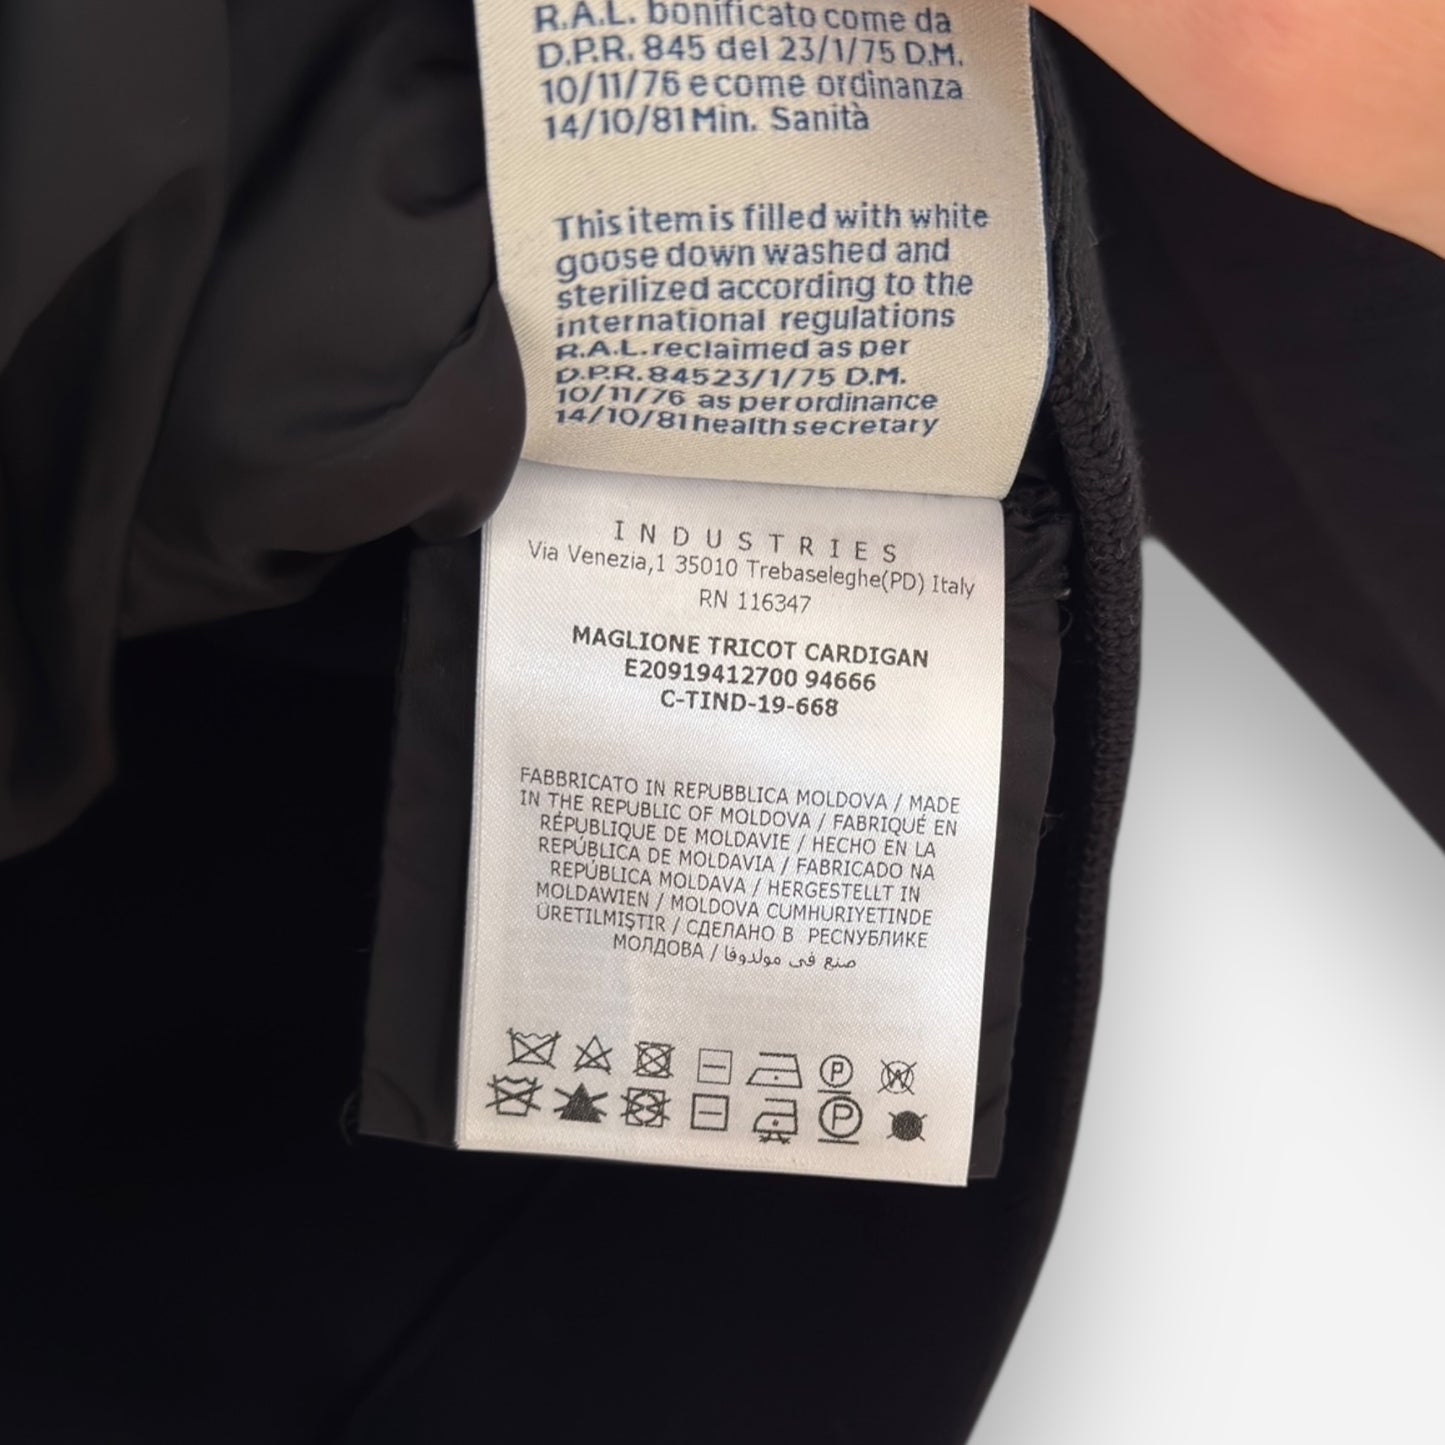 R.A.L. bonificato come da
D.P.R. 845 del 23/1/75 D.M.
10/11/76 e come ordinanza
14/10/81 Min. Sanità
This item is filled with white
goose down washed and
sterilized according to the
international regulations
R.A.L. reclaimed as per
D.P.R. 84523/1/75 D.M.
10/11/76 as per ordinance
14/10/81 health secretary
INDUSTRIES
Via Venezia,1 35010 Trebaseleghe(PD) Italy
RN 116347
MAGLIONE TRICOT CARDIGAN
E20919412700 94666
C-TIND-19-668
FABBRICATO IN REPUBBLICA MOLDOVA / MADE
IN THE REPUBLIC OF MOLDOVA / FABRIQUÉ EN
RÉPUBLIQUE DE MOLDAVIE / HECHO EN LA
REPÚBLICA DE MOLDAVIA / FABRICADO NA
REPÚBLICA MOLDAVA / HERGESTELLT IN
MOLDAWIEN / MOLDOVA CUMHURIYETINDE
ÜRETILMIŞTIR / СДЕЛАНО В РЕСNУБЛИКЕ
МОЛДОВА / صنع في مولدوفا
P W
P